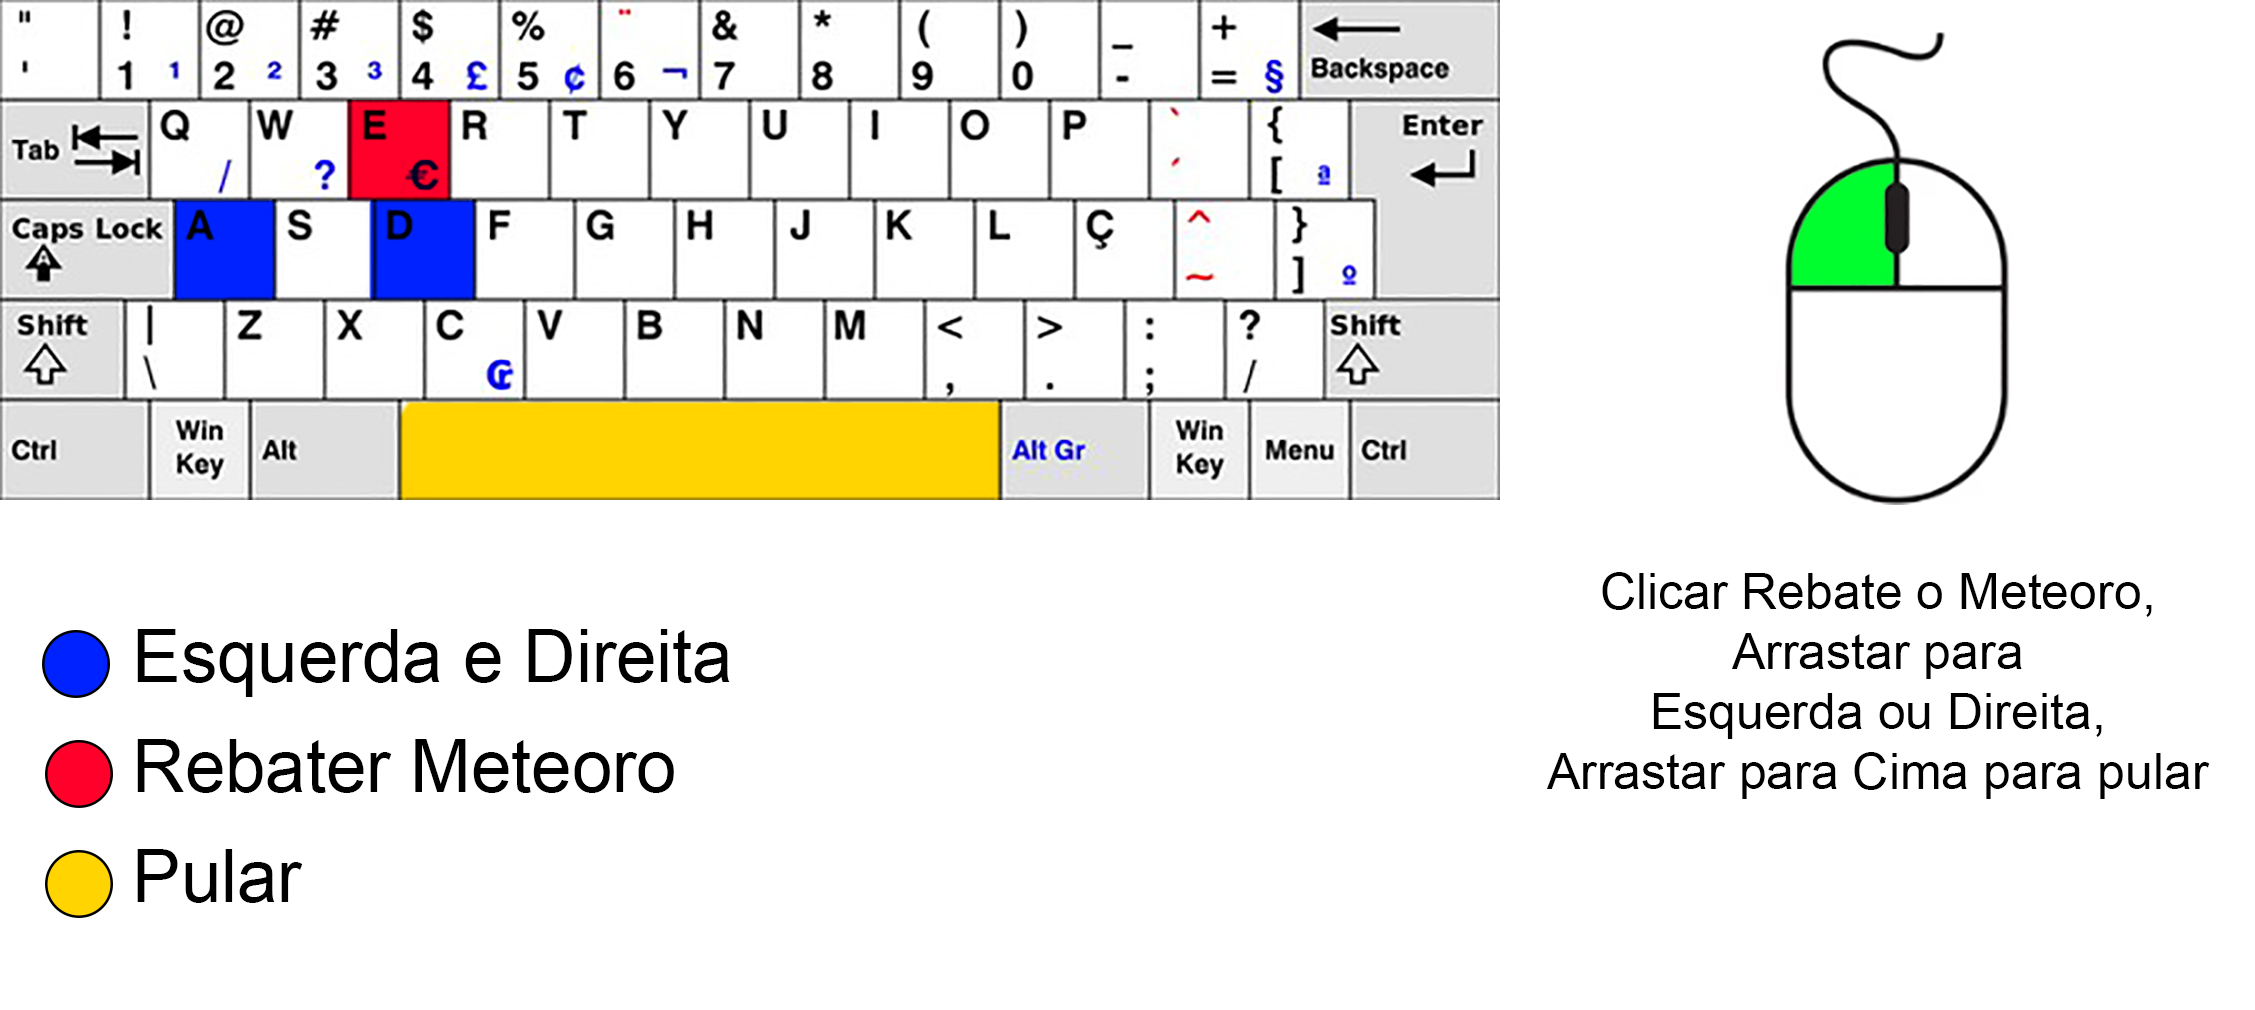 " ! @ # $ % ¨ & * ( ) _ +
' 1 ¹ 2 ² 3 ³ 4 £ 5 ¢ 6 ¬ 7 8 9 0 - = § Backspace
Tab Q / W ? E € R T Y U I O P ` ´ { [ ª Enter
Caps Lock A S D F G H J K L Ç ^ ~ } ] º
Shift | \ Z X C ₢ V B N M < , > . : ; ? / Shift
Ctrl Win Key Alt Alt Gr Win Key Menu Ctrl
Esquerda e Direita
Rebater Meteoro
Pular
Clicar Rebate o Meteoro,
Arrastar para
Esquerda ou Direita,
Arrastar para Cima para pular